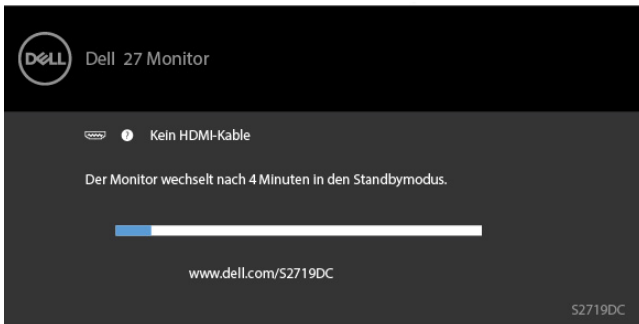 DELL
Dell 27 Monitor
? Kein HDMI-Kable
Der Monitor wechselt nach 4 Minuten in den Standbymodus.
www.dell.com/S2719DC
S2719DC